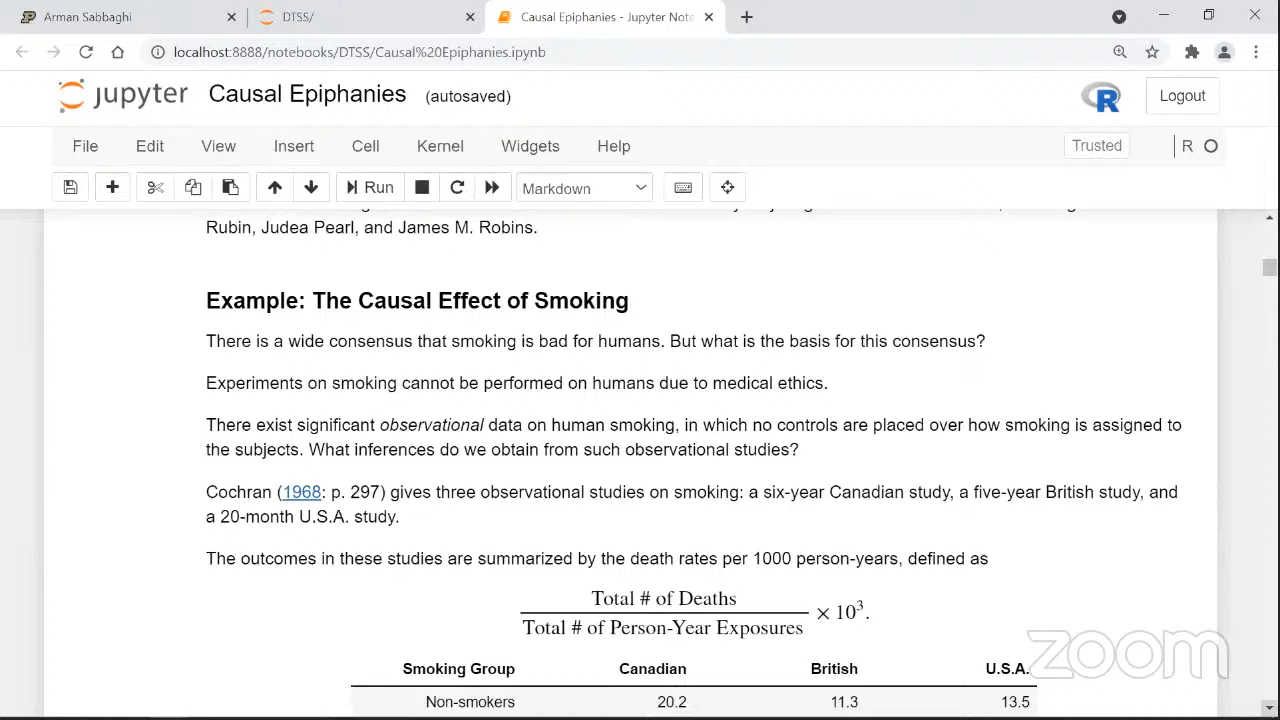 Arman Sabbaghi
DTSS/
Causal Epiphanies - Jupyter Note
localhost:8888/notebooks/DTSS/Causal%20Epiphanies.ipynb
jupyter Causal Epiphanies (autosaved)
R
Logout
File Edit View Insert Cell Kernel Widgets Help
Trusted
R
Run
Markdown
Rubin, Judea Pearl, and James M. Robins.
Example: The Causal Effect of Smoking
There is a wide consensus that smoking is bad for humans. But what is the basis for this consensus?
Experiments on smoking cannot be performed on humans due to medical ethics.
There exist significant observational data on human smoking, in which no controls are placed over how smoking is assigned to
the subjects. What inferences do we obtain from such observational studies?
Cochran (1968: p. 297) gives three observational studies on smoking: a six-year Canadian study, a five-year British study, and
a 20-month U.S.A. study.
The outcomes in these studies are summarized by the death rates per 1000 person-years, defined as
Total # of Deaths
Total # of Person-Year Exposures
× 10³.
Smoking Group Canadian British U.S.A.
Non-smokers 20.2 11.3 13.5
zoom